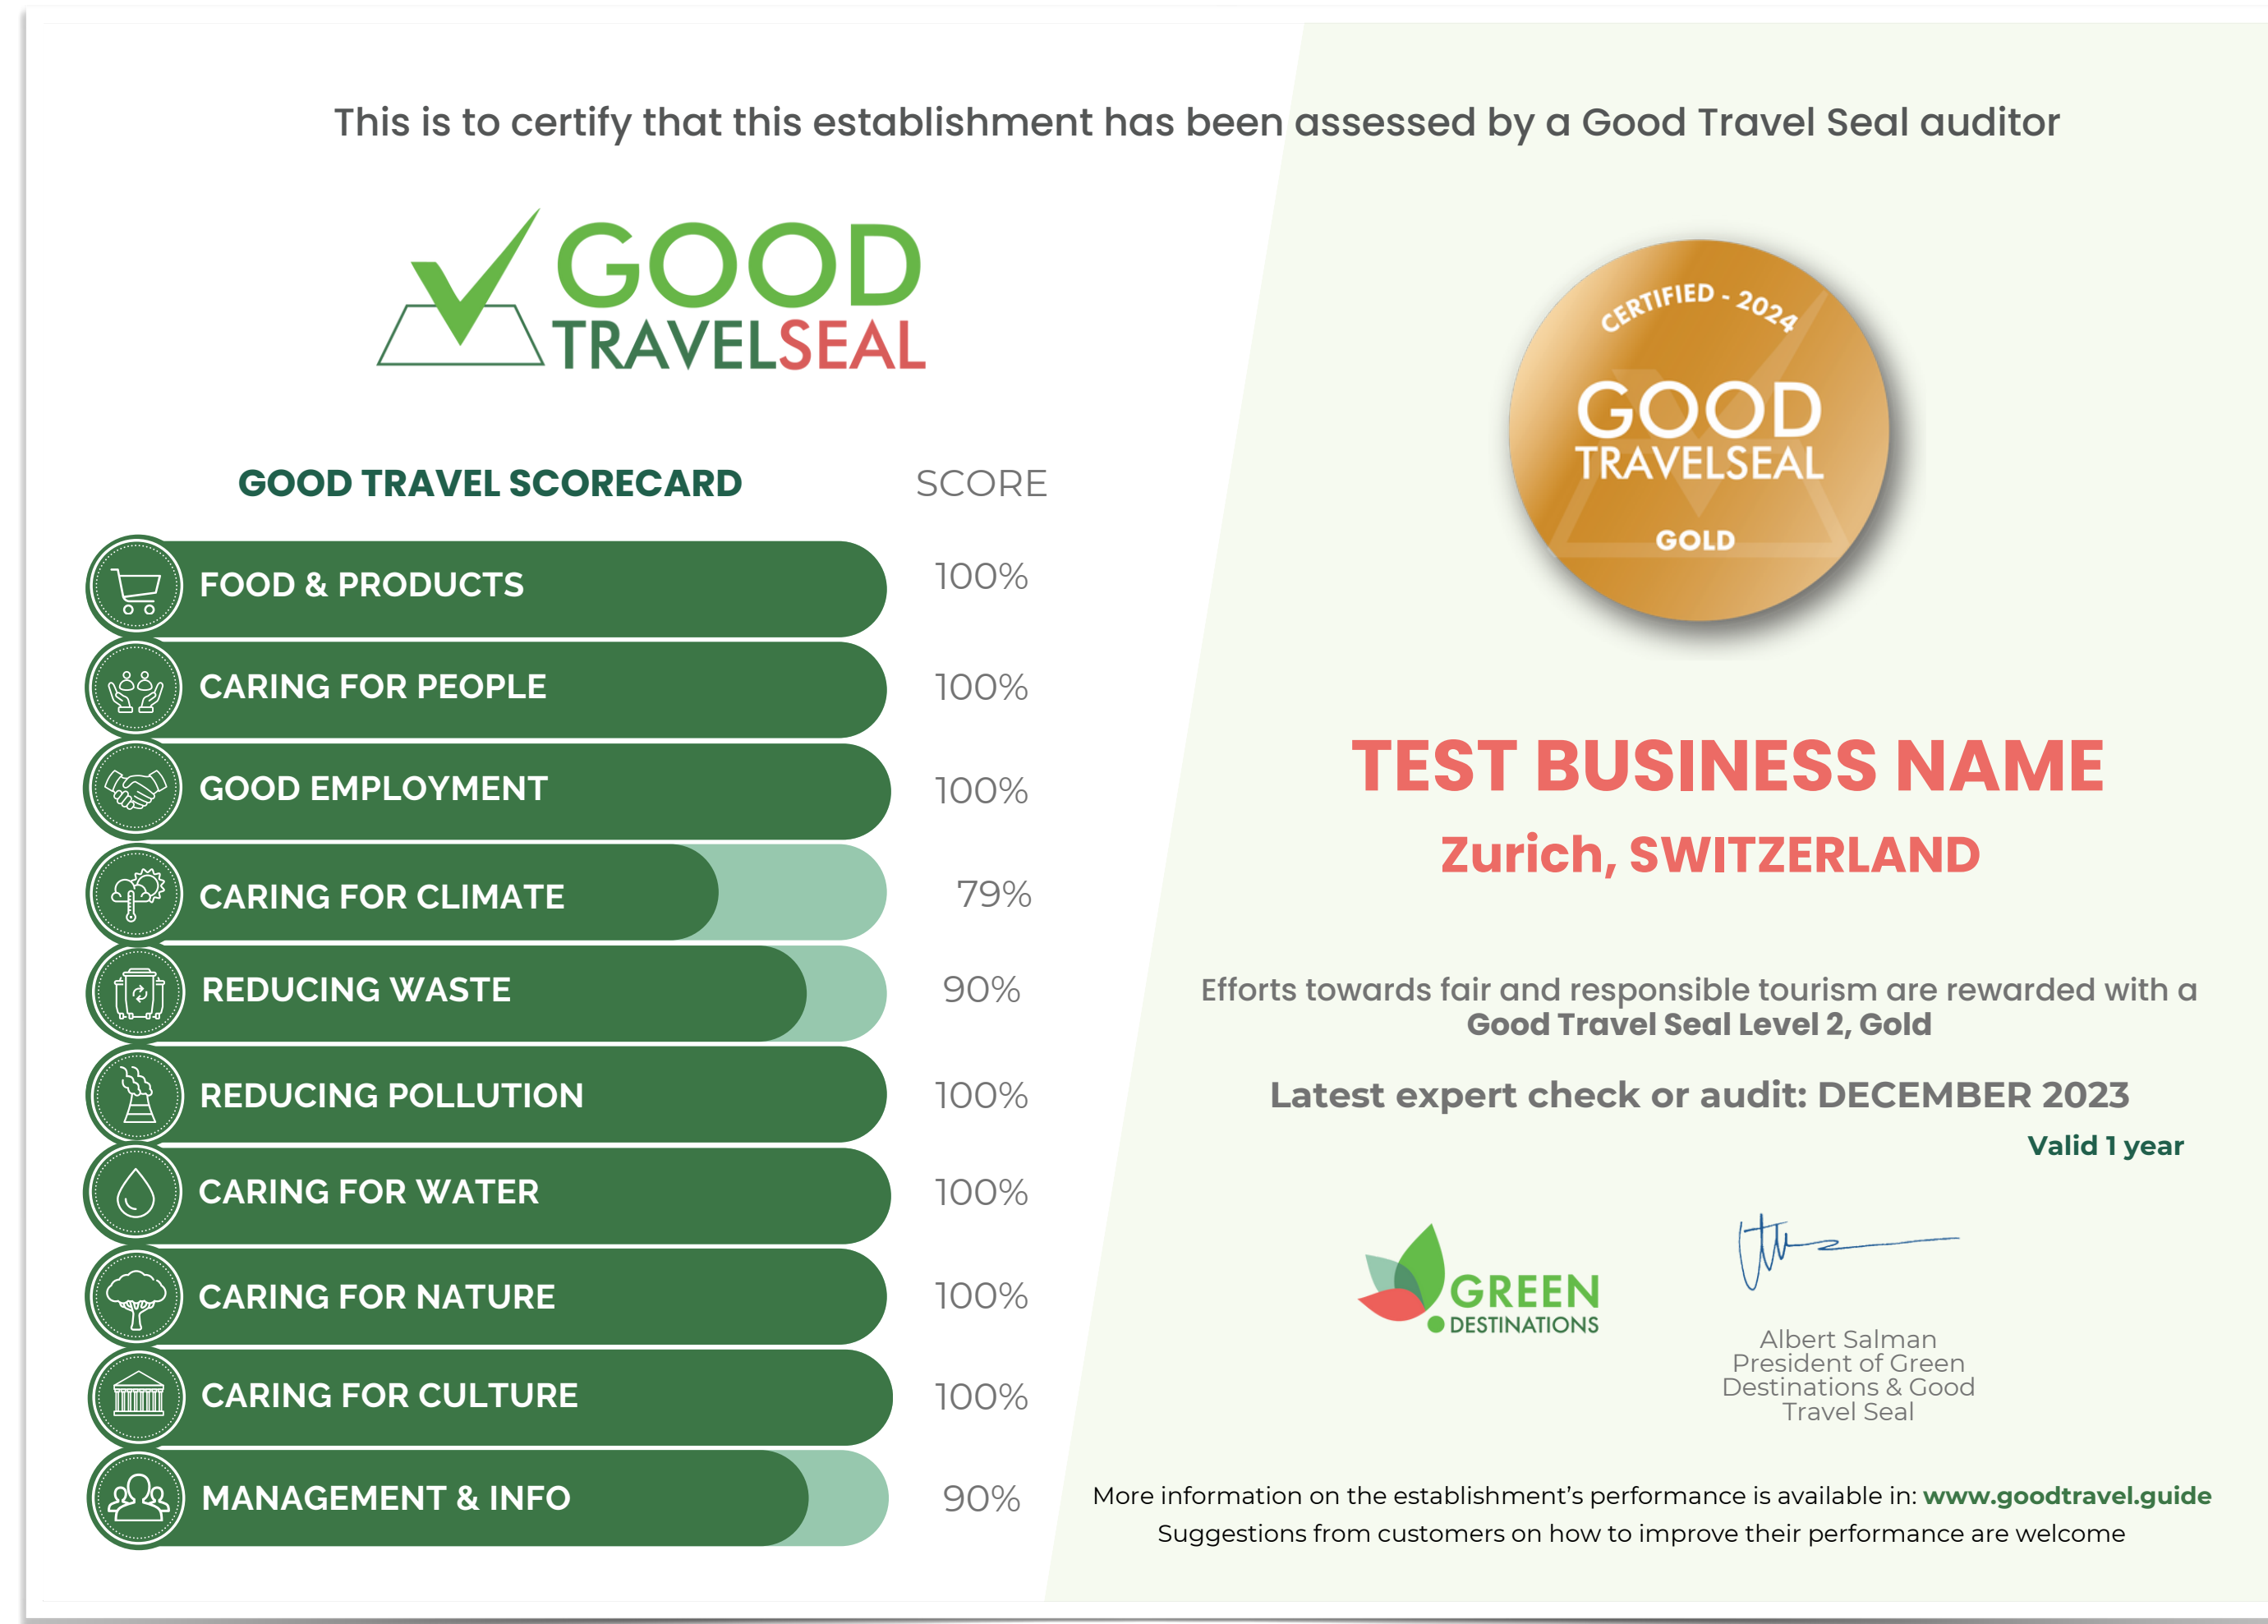 This is to certify that this establishment has been assessed by a Good Travel Seal auditor
GOOD
TRAVELSEAL
GOOD TRAVEL SCORECARD SCORE
FOOD & PRODUCTS 100%
CARING FOR PEOPLE 100%
GOOD EMPLOYMENT 100%
CARING FOR CLIMATE 79%
REDUCING WASTE 90%
REDUCING POLLUTION 100%
CARING FOR WATER 100%
CARING FOR NATURE 100%
CARING FOR CULTURE 100%
MANAGEMENT & INFO 90%
CERTIFIED - 2024
GOOD
TRAVELSEAL
GOLD
TEST BUSINESS NAME
Zurich, SWITZERLAND
Efforts towards fair and responsible tourism are rewarded with a
Good Travel Seal Level 2, Gold
Latest expert check or audit: DECEMBER 2023
Valid 1 year
GREEN
DESTINATIONS
Albert Salman
President of Green
Destinations & Good
Travel Seal
More information on the establishment’s performance is available in: www.goodtravel.guide
Suggestions from customers on how to improve their performance are welcome